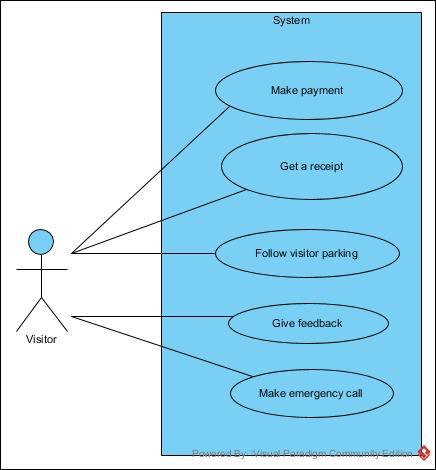 System
Make payment
Get a receipt
Follow visitor parking
Visitor
Give feedback
Make emergency call
Powered By: Visual Paradigm Community Edition